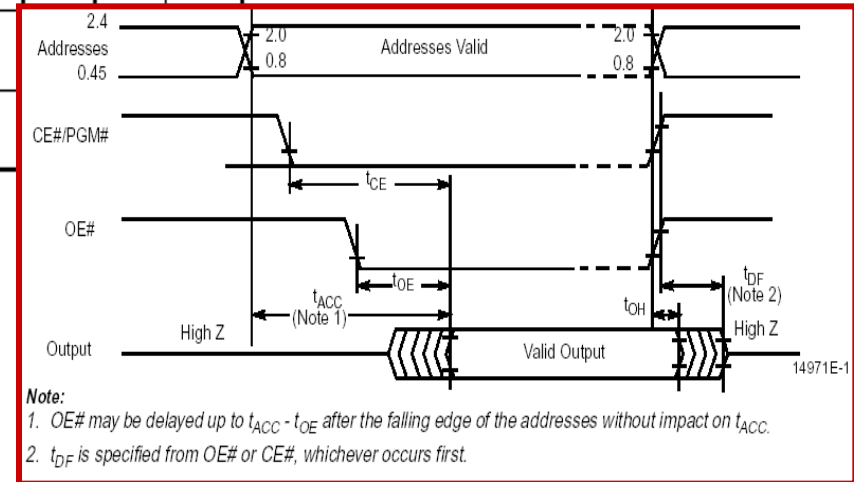 2.4
Addresses
0.45
2.0
0.8
Addresses Valid
2.0
0.8
CE#/PGM#
tCE
OE#
tOE
tACC
(Note 1)
tDF
(Note 2)
tOH
High Z
High Z
Output
Valid Output
14971E-1
Note:
1. OE# may be delayed up to tACC - tOE after the falling edge of the addresses without impact on tACC.
2. tDF is specified from OE# or CE#, whichever occurs first.